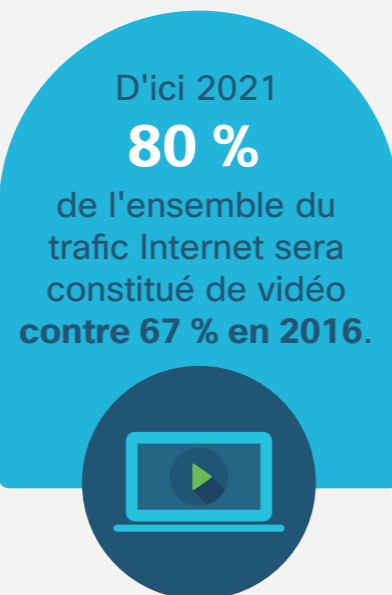 D'ici 2021
80 %
de l'ensemble du
trafic Internet sera
constitué de vidéo
contre 67 % en 2016.